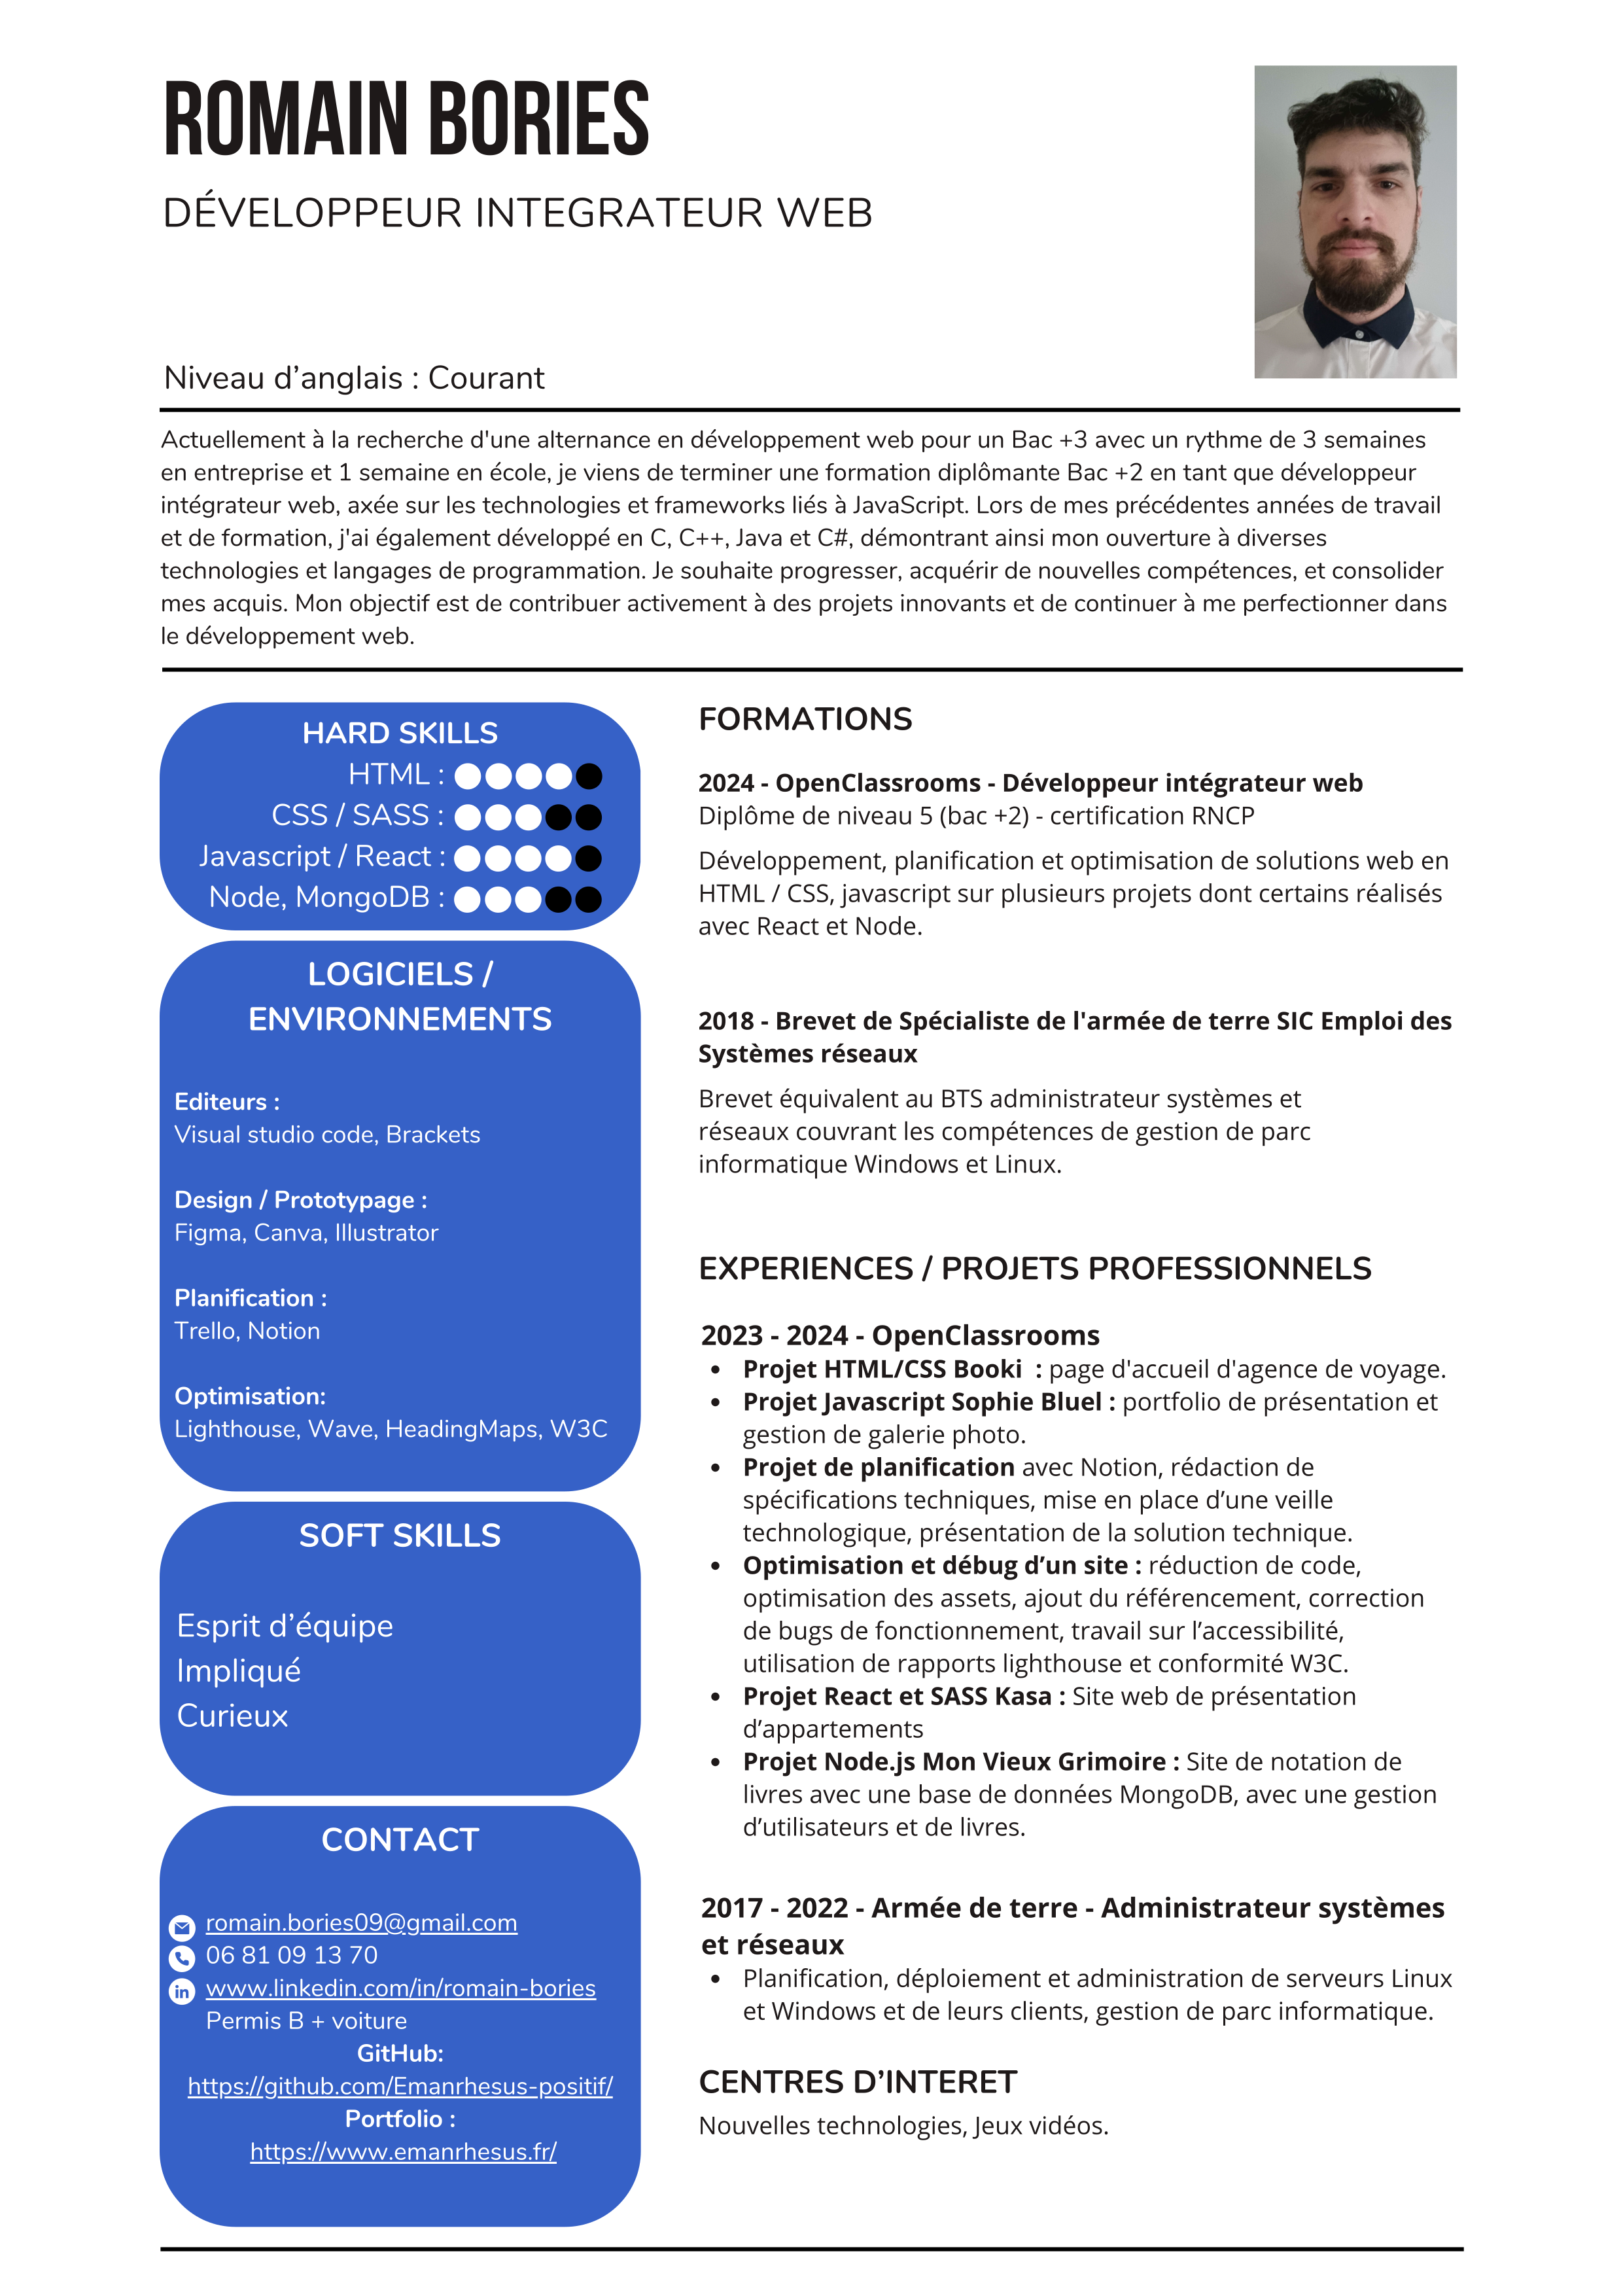 ROMAIN BORIES
DÉVELOPPEUR INTEGRATEUR WEB
Niveau d’anglais : Courant
Actuellement à la recherche d'une alternance en développement web pour un Bac +3 avec un rythme de 3 semaines
en entreprise et 1 semaine en école, je viens de terminer une formation diplômante Bac +2 en tant que développeur
intégrateur web, axée sur les technologies et frameworks liés à JavaScript. Lors de mes précédentes années de travail
et de formation, j'ai également développé en C, C++, Java et C#, démontrant ainsi mon ouverture à diverses
technologies et langages de programmation. Je souhaite progresser, acquérir de nouvelles compétences, et consolider
mes acquis. Mon objectif est de contribuer activement à des projets innovants et de continuer à me perfectionner dans
le développement web.
HARD SKILLS
HTML :
CSS / SASS :
Javascript / React :
Node, MongoDB :
LOGICIELS /
ENVIRONNEMENTS
Editeurs :
Visual studio code, Brackets
Design / Prototypage :
Figma, Canva, Illustrator
Planification :
Trello, Notion
Optimisation:
Lighthouse, Wave, HeadingMaps, W3C
SOFT SKILLS
Esprit d’équipe
Impliqué
Curieux
CONTACT
romain.bories09@gmail.com
06 81 09 13 70
www.linkedin.com/in/romain-bories
Permis B + voiture
GitHub:
https://github.com/Emanrhesus-positif/
Portfolio :
https://www.emanrhesus.fr/
FORMATIONS
2024 - OpenClassrooms - Développeur intégrateur web
Diplôme de niveau 5 (bac +2) - certification RNCP
Développement, planification et optimisation de solutions web en
HTML / CSS, javascript sur plusieurs projets dont certains réalisés
avec React et Node.
2018 - Brevet de Spécialiste de l'armée de terre SIC Emploi des
Systèmes réseaux
Brevet équivalent au BTS administrateur systèmes et
réseaux couvrant les compétences de gestion de parc
informatique Windows et Linux.
EXPERIENCES / PROJETS PROFESSIONNELS
2023 - 2024 - OpenClassrooms
• Projet HTML/CSS Booki  : page d'accueil d'agence de voyage.
• Projet Javascript Sophie Bluel : portfolio de présentation et
gestion de galerie photo.
• Projet de planification avec Notion, rédaction de
spécifications techniques, mise en place d’une veille
technologique, présentation de la solution technique.
• Optimisation et débug d’un site : réduction de code,
optimisation des assets, ajout du référencement, correction
de bugs de fonctionnement, travail sur l’accessibilité,
utilisation de rapports lighthouse et conformité W3C.
• Projet React et SASS Kasa : Site web de présentation
d’appartements
• Projet Node.js Mon Vieux Grimoire : Site de notation de
livres avec une base de données MongoDB, avec une gestion
d’utilisateurs et de livres.
2017 - 2022 - Armée de terre - Administrateur systèmes
et réseaux
• Planification, déploiement et administration de serveurs Linux
et Windows et de leurs clients, gestion de parc informatique.
CENTRES D’INTERET
Nouvelles technologies, Jeux vidéos.